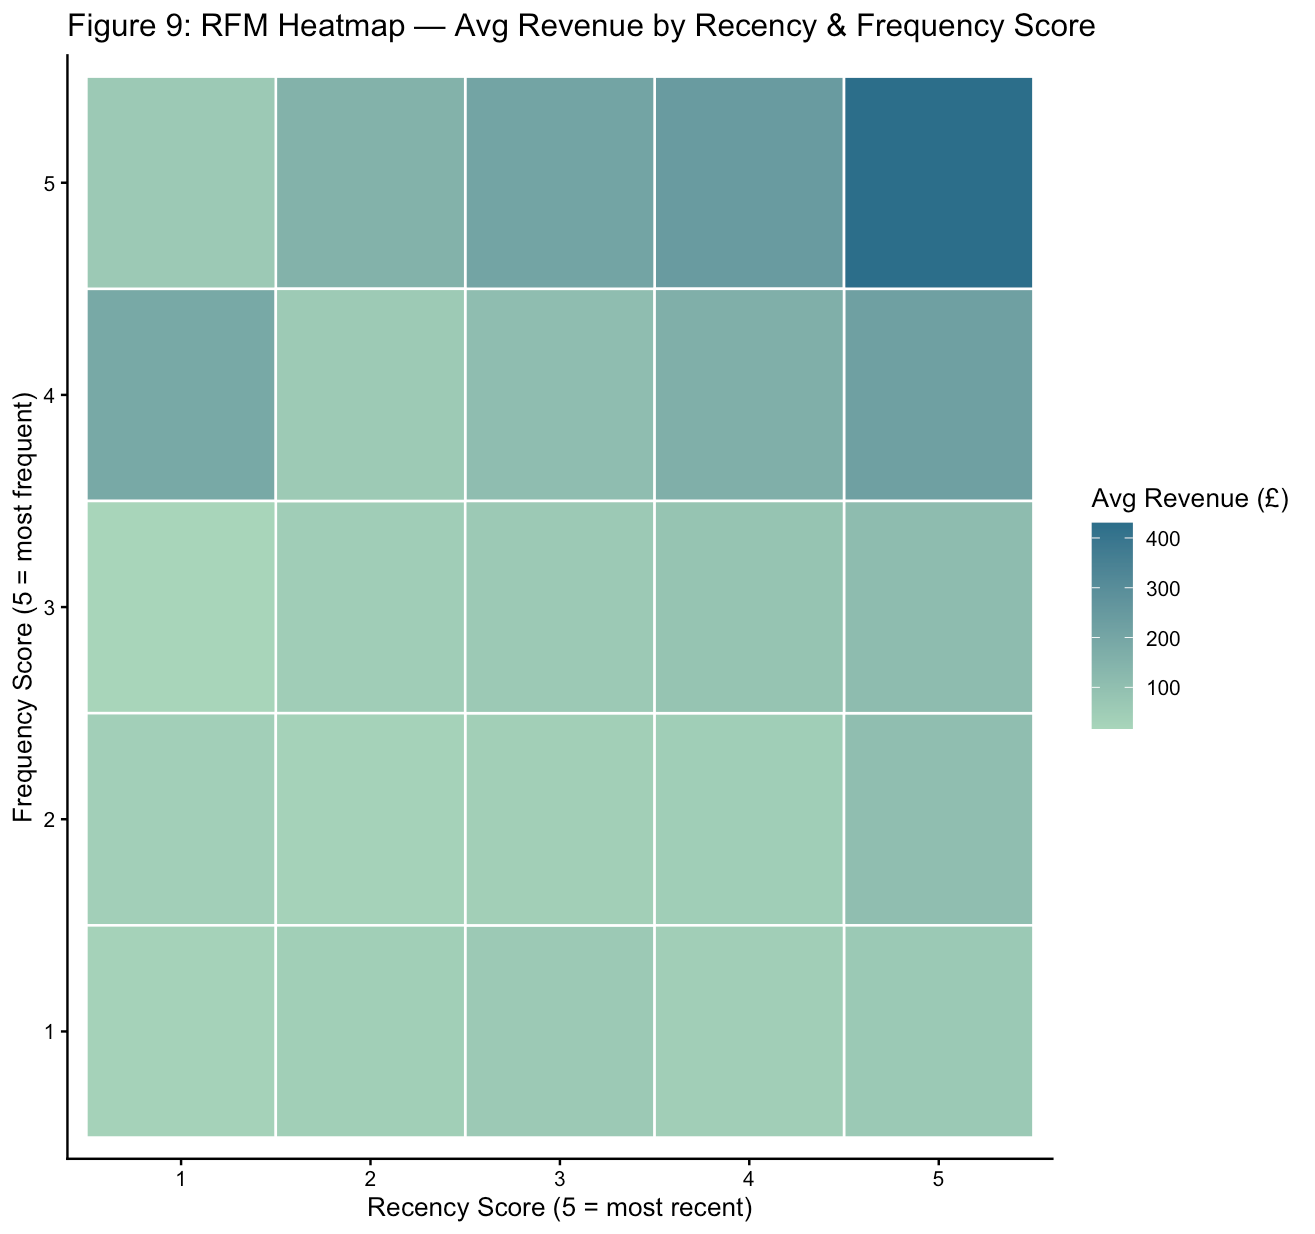 Figure 9: RFM Heatmap — Avg Revenue by Recency & Frequency Score
Frequency Score (5 = most frequent)
5
4
3
2
1
1 2 3 4 5
Recency Score (5 = most recent)
Avg Revenue (£)
400
300
200
100